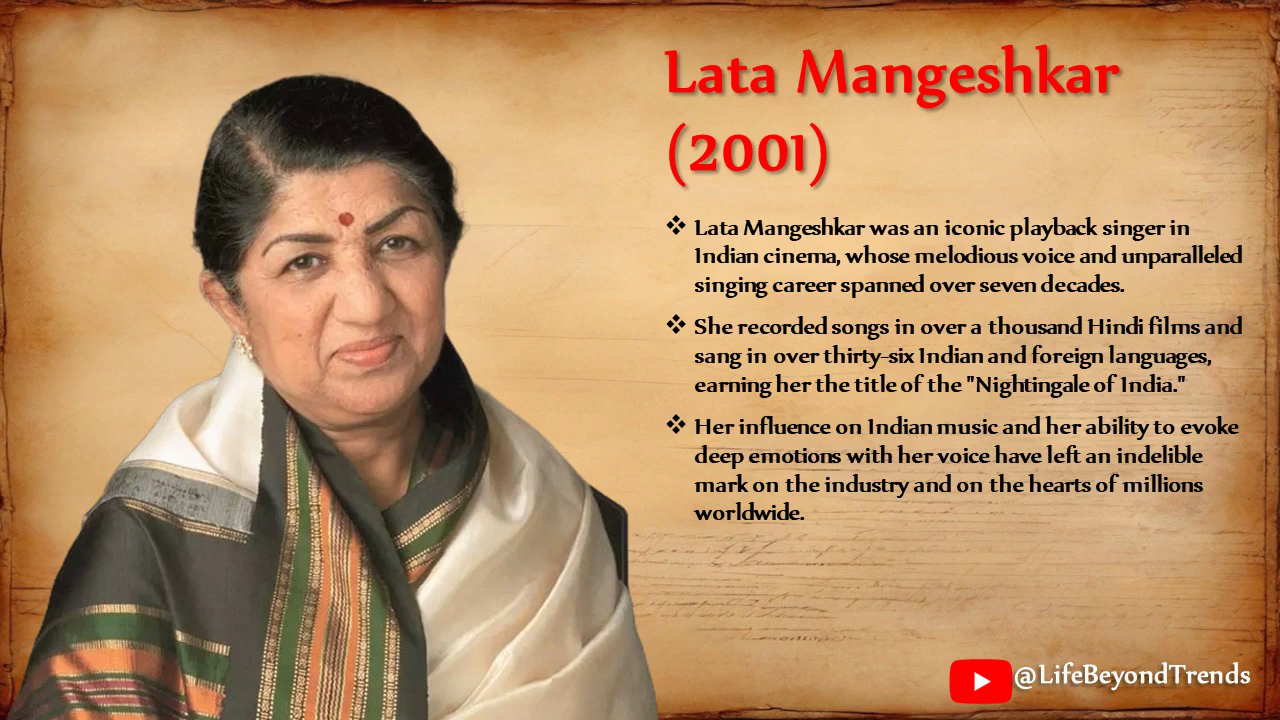 Lata Mangeshkar
(2001)
❖ Lata Mangeshkar was an iconic playback singer in
Indian cinema, whose melodious voice and unparalleled
singing career spanned over seven decades.
❖ She recorded songs in over a thousand Hindi films and
sang in over thirty-six Indian and foreign languages,
earning her the title of the "Nightingale of India."
❖ Her influence on Indian music and her ability to evoke
deep emotions with her voice have left an indelible
mark on the industry and on the hearts of millions
worldwide.
@LifeBeyondTrends